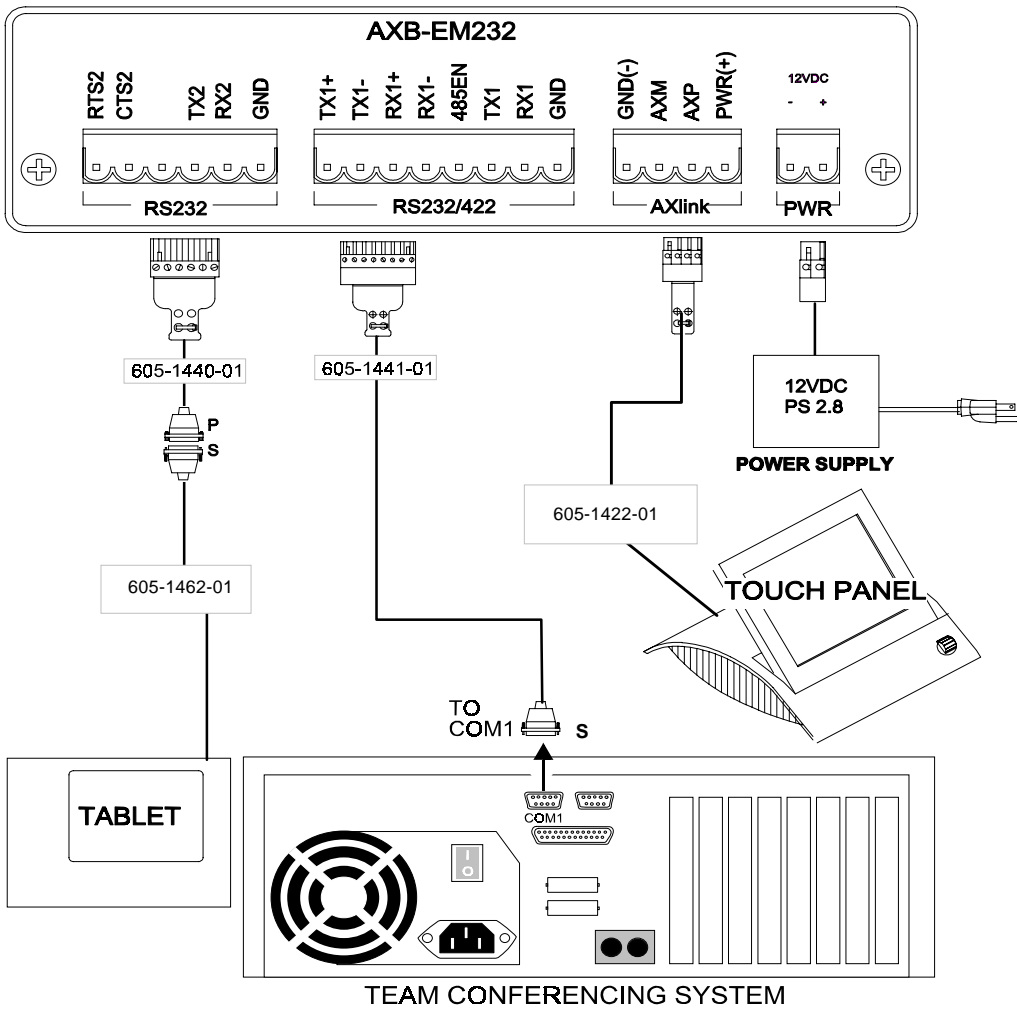 AXB-EM232
RTS2
CTS2
TX2
RX2
GND
TX1+
TX1-
RX1+
RX1-
485EN
TX1
RX1
GND
GND(-)
AXM
AXP
PWR(+)
12VDC
- +
RS232
RS232/422
AXlink
PWR
605-1440-01
605-1441-01
P
S
12VDC
PS 2.8
POWER SUPPLY
605-1422-01
605-1462-01
TOUCH PANEL
TO
COM1
S
TABLET
COM1
I
O
TEAM CONFERENCING SYSTEM